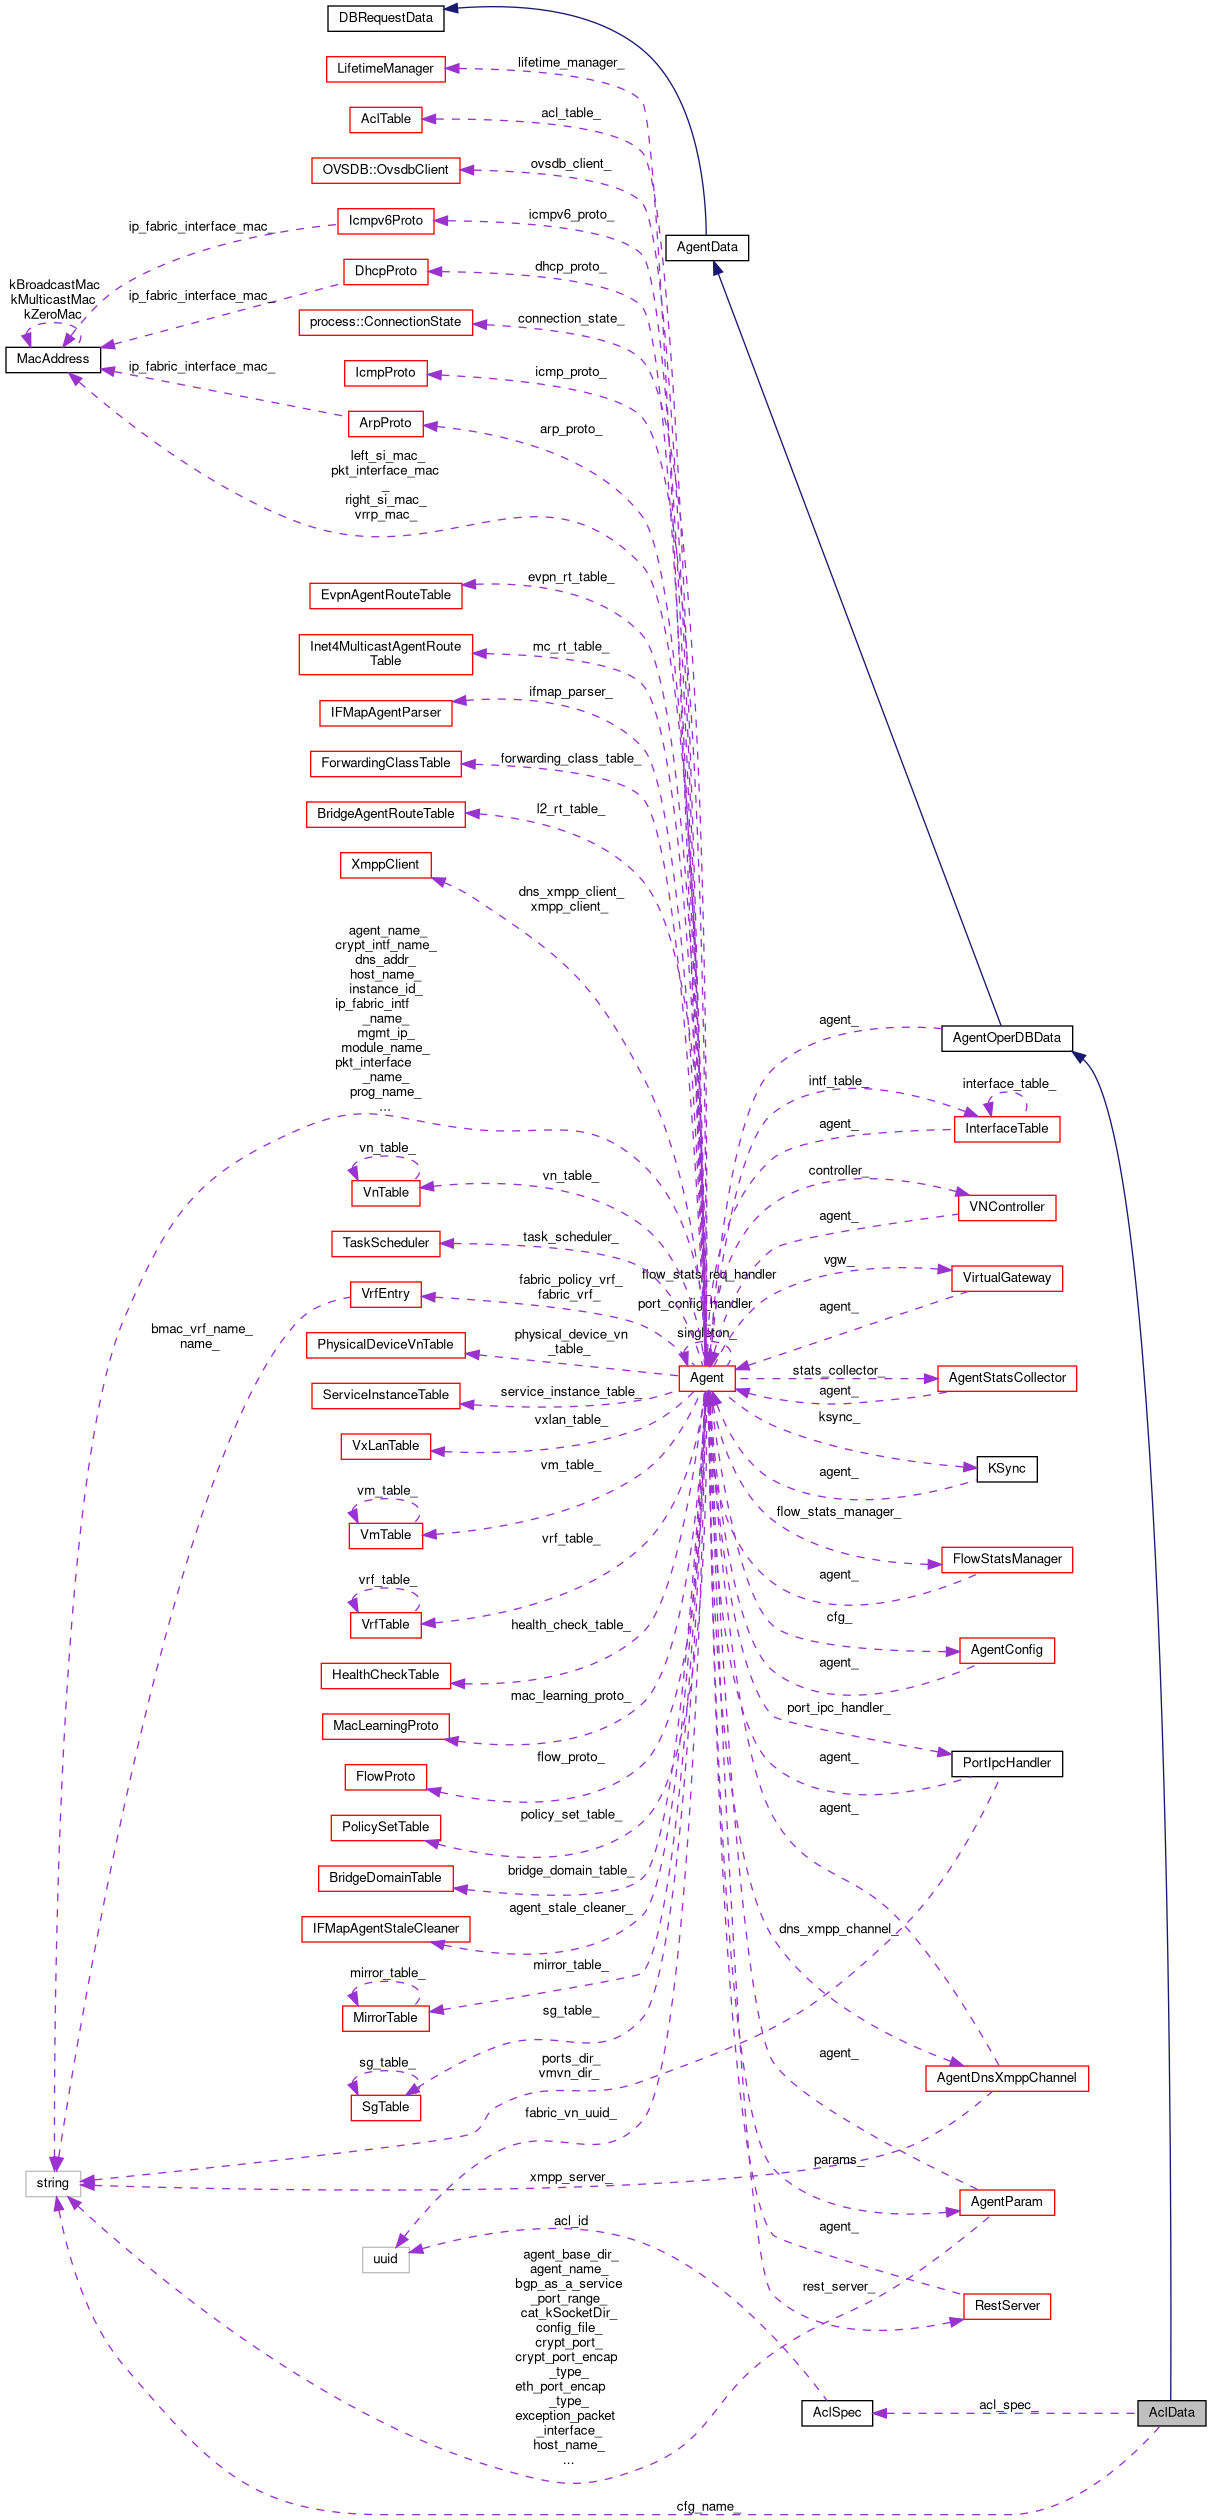 DBRequestData
lifetime_manager_
LifetimeManager
acl_table_
AclTable
ovsdb_client_
OVSDB::OvsdbClient
icmpv6_proto_
Icmpv6Proto
ip_fabric_interface_mac_
AgentData
dhcp_proto_
DhcpProto
kBroadcastMac
kMulticastMac
kZeroMac
ip_fabric_interface_mac_
connection_state_
process::ConnectionState
MacAddress
ip_fabric_interface_mac_
icmp_proto_
IcmpProto
arp_proto_
ArpProto
left_si_mac_
pkt_interface_mac
_
right_si_mac_
vrrp_mac_
evpn_rt_table_
EvpnAgentRouteTable
mc_rt_table_
Inet4MulticastAgentRoute
Table
ifmap_parser_
IFMapAgentParser
forwarding_class_table_
ForwardingClassTable
l2_rt_table_
BridgeAgentRouteTable
XmppClient
dns_xmpp_client_
xmpp_client_
agent_name_
crypt_intf_name_
dns_addr_
host_name_
instance_id_
ip_fabric_intf
_name_
mgmt_ip_
module_name_
pkt_interface
_name_
prog_name_
...
agent_
AgentOperDBData
intf_table_
interface_table_
agent_
InterfaceTable
vn_table_
vn_table_
VnTable
controller_
agent_
VNController
task_scheduler_
TaskScheduler
vgw_
flow_stats_req_handler
_
port_config_handler_
singleton_
VirtualGateway
fabric_policy_vrf_
fabric_vrf_
VrfEntry
agent_
bmac_vrf_name_
name_
physical_device_vn
_table_
PhysicalDeviceVnTable
Agent
stats_collector_
AgentStatsCollector
agent_
service_instance_table_
ServiceInstanceTable
vxlan_table_
VxLanTable
ksync_
agent_
KSync
vm_table_
vm_table_
VmTable
flow_stats_manager_
vrf_table_
FlowStatsManager
agent_
vrf_table_
VrfTable
health_check_table_
HealthCheckTable
cfg_
AgentConfig
agent_
mac_learning_proto_
MacLearningProto
port_ipc_handler_
flow_proto_
FlowProto
agent_
PortIpcHandler
policy_set_table_
PolicySetTable
agent_
bridge_domain_table_
BridgeDomainTable
agent_stale_cleaner_
IFMapAgentStaleCleaner
dns_xmpp_channel_
mirror_table_
mirror_table_
MirrorTable
sg_table_
sg_table_
SgTable
ports_dir_
vmvn_dir_
agent_
AgentDnsXmppChannel
fabric_vn_uuid_
string
xmpp_server_
params_
AgentParam
acl_id
uuid
agent_
agent_base_dir_
agent_name_
bgp_as_a_service
_port_range_
cat_kSocketDir_
config_file_
crypt_port_
crypt_port_encap
_type_
eth_port_encap
_type_
exception_packet
_interface_
host_name_
...
rest_server_
RestServer
AclSpec
acl_spec_
AclData
cfg_name_